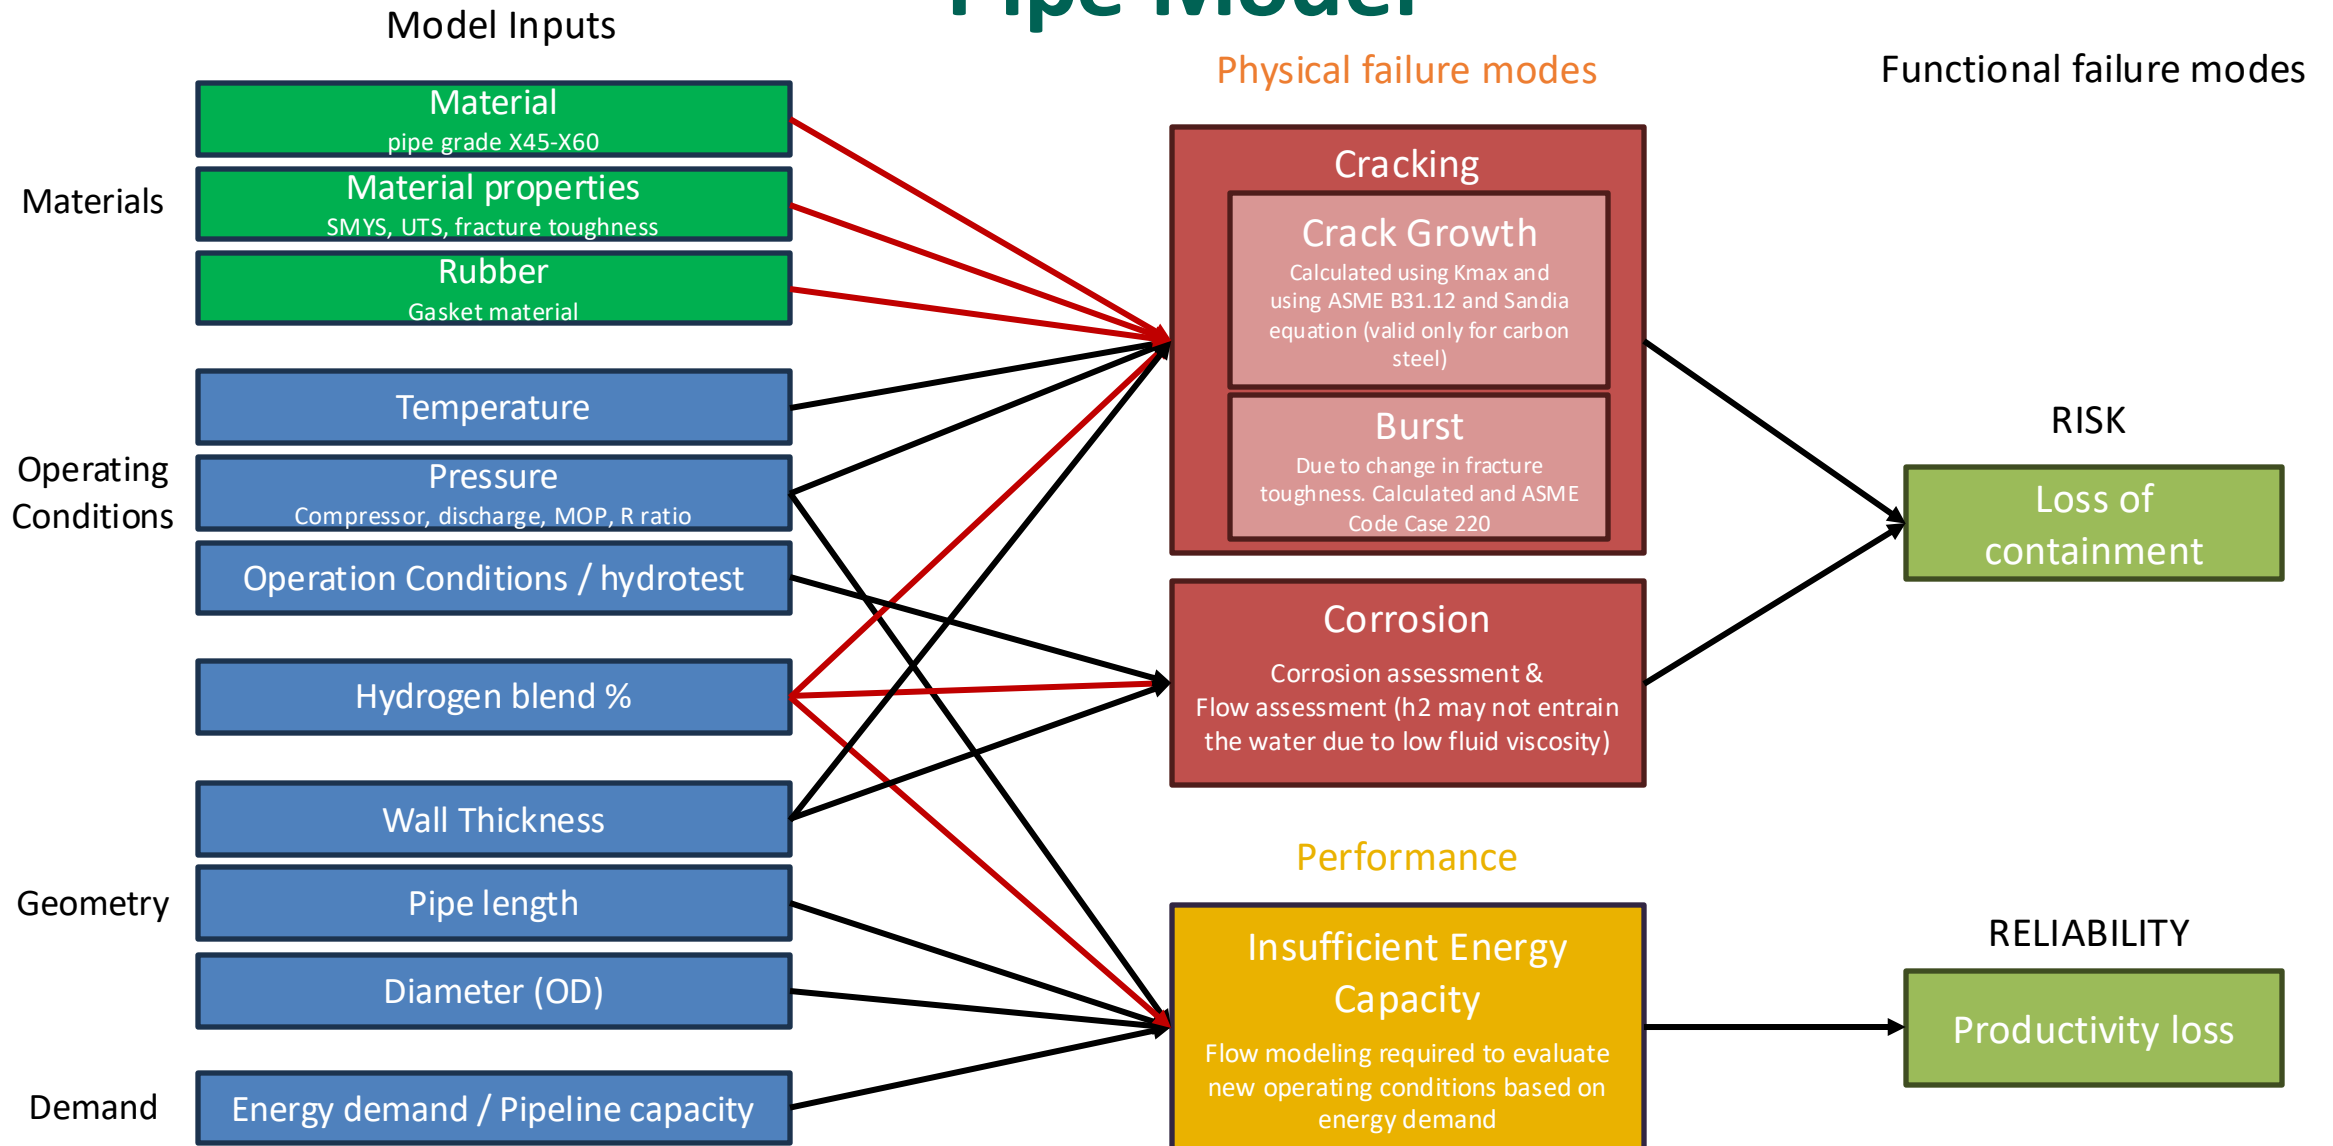 Pipe Model
Model Inputs
Physical failure modes
Functional failure modes
Materials
Material
pipe grade X45-X60
Material properties
SMYS, UTS, fracture toughness
Rubber
Gasket material
Operating
Conditions
Temperature
Pressure
Compressor, discharge, MOP, R ratio
Operation Conditions / hydrotest
Hydrogen blend %
Geometry
Wall Thickness
Pipe length
Diameter (OD)
Demand
Energy demand / Pipeline capacity
Cracking
Crack Growth
Calculated using Kmax and
using ASME B31.12 and Sandia
equation (valid only for carbon
steel)
Burst
Due to change in fracture
toughness. Calculated and ASME
Code Case 220
Corrosion
Corrosion assessment &
Flow assessment (h2 may not entrain
the water due to low fluid viscosity)
Performance
Insufficient Energy
Capacity
Flow modeling required to evaluate
new operating conditions based on
energy demand
RISK
Loss of
containment
RELIABILITY
Productivity loss